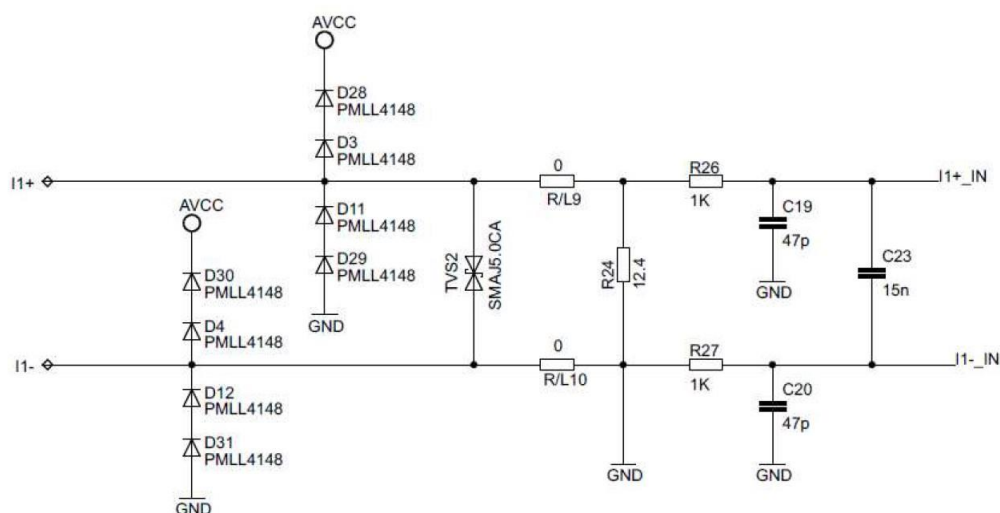 AVCC
D28
PMLL4148
D3
PMLL4148
I1+
0
R/L9
R26
1K
I1+_IN
AVCC
D11
PMLL4148
D29
PMLL4148
GND
C19
47p
GND
C23
15n
D30
PMLL4148
D4
PMLL4148
TVS2
SMAJ5.0CA
R24
12.4
I1-
0
R/L10
R27
1K
I1-_IN
D12
PMLL4148
D31
PMLL4148
GND
C20
47p
GND
GND